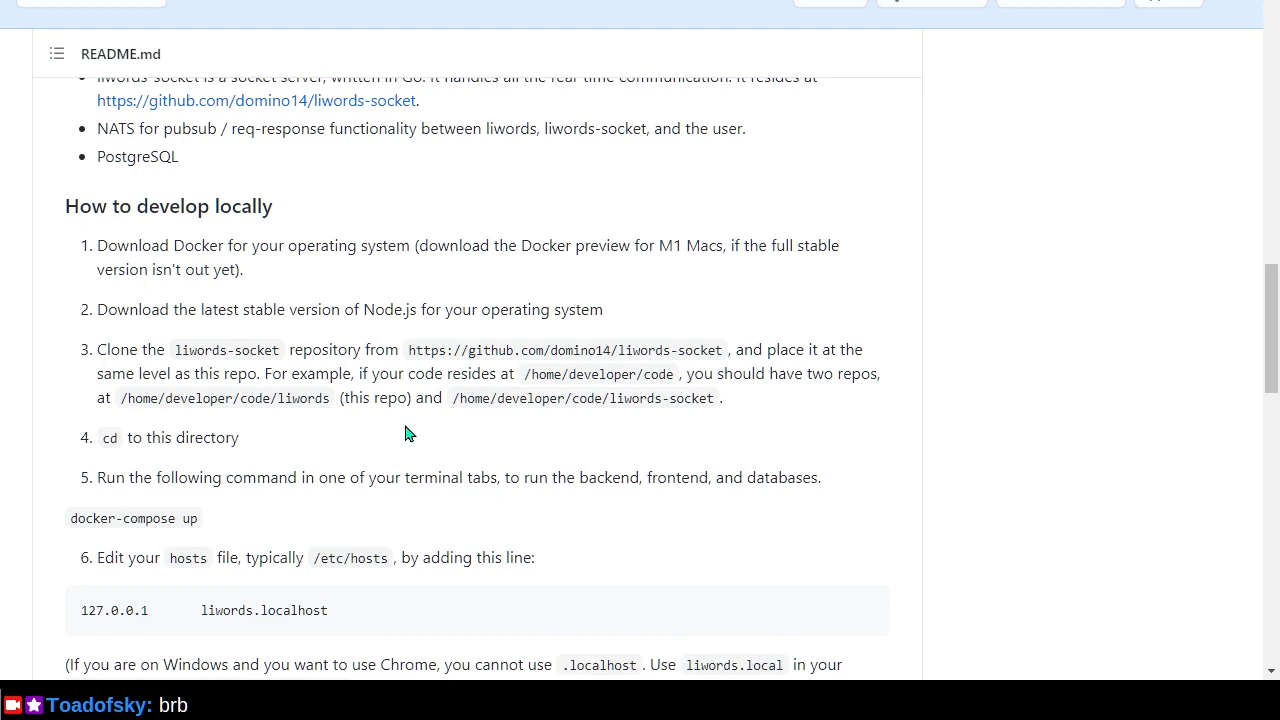 README.md
liwords-socket is a socket server, written in Go. It handles all the real-time communication. It resides at
https://github.com/domino14/liwords-socket.
NATS for pubsub / req-response functionality between liwords, liwords-socket, and the user.
PostgreSQL
How to develop locally
1. Download Docker for your operating system (download the Docker preview for M1 Macs, if the full stable
version isn't out yet).
2. Download the latest stable version of Node.js for your operating system
3. Clone the liwords-socket repository from https://github.com/domino14/liwords-socket , and place it at the
same level as this repo. For example, if your code resides at /home/developer/code , you should have two repos,
at /home/developer/code/liwords (this repo) and /home/developer/code/liwords-socket .
4. cd to this directory
5. Run the following command in one of your terminal tabs, to run the backend, frontend, and databases.
docker-compose up
6. Edit your hosts file, typically /etc/hosts , by adding this line:
127.0.0.1 liwords.localhost
(If you are on Windows and you want to use Chrome, you cannot use .localhost . Use liwords.local in your
Toadofsky: brb